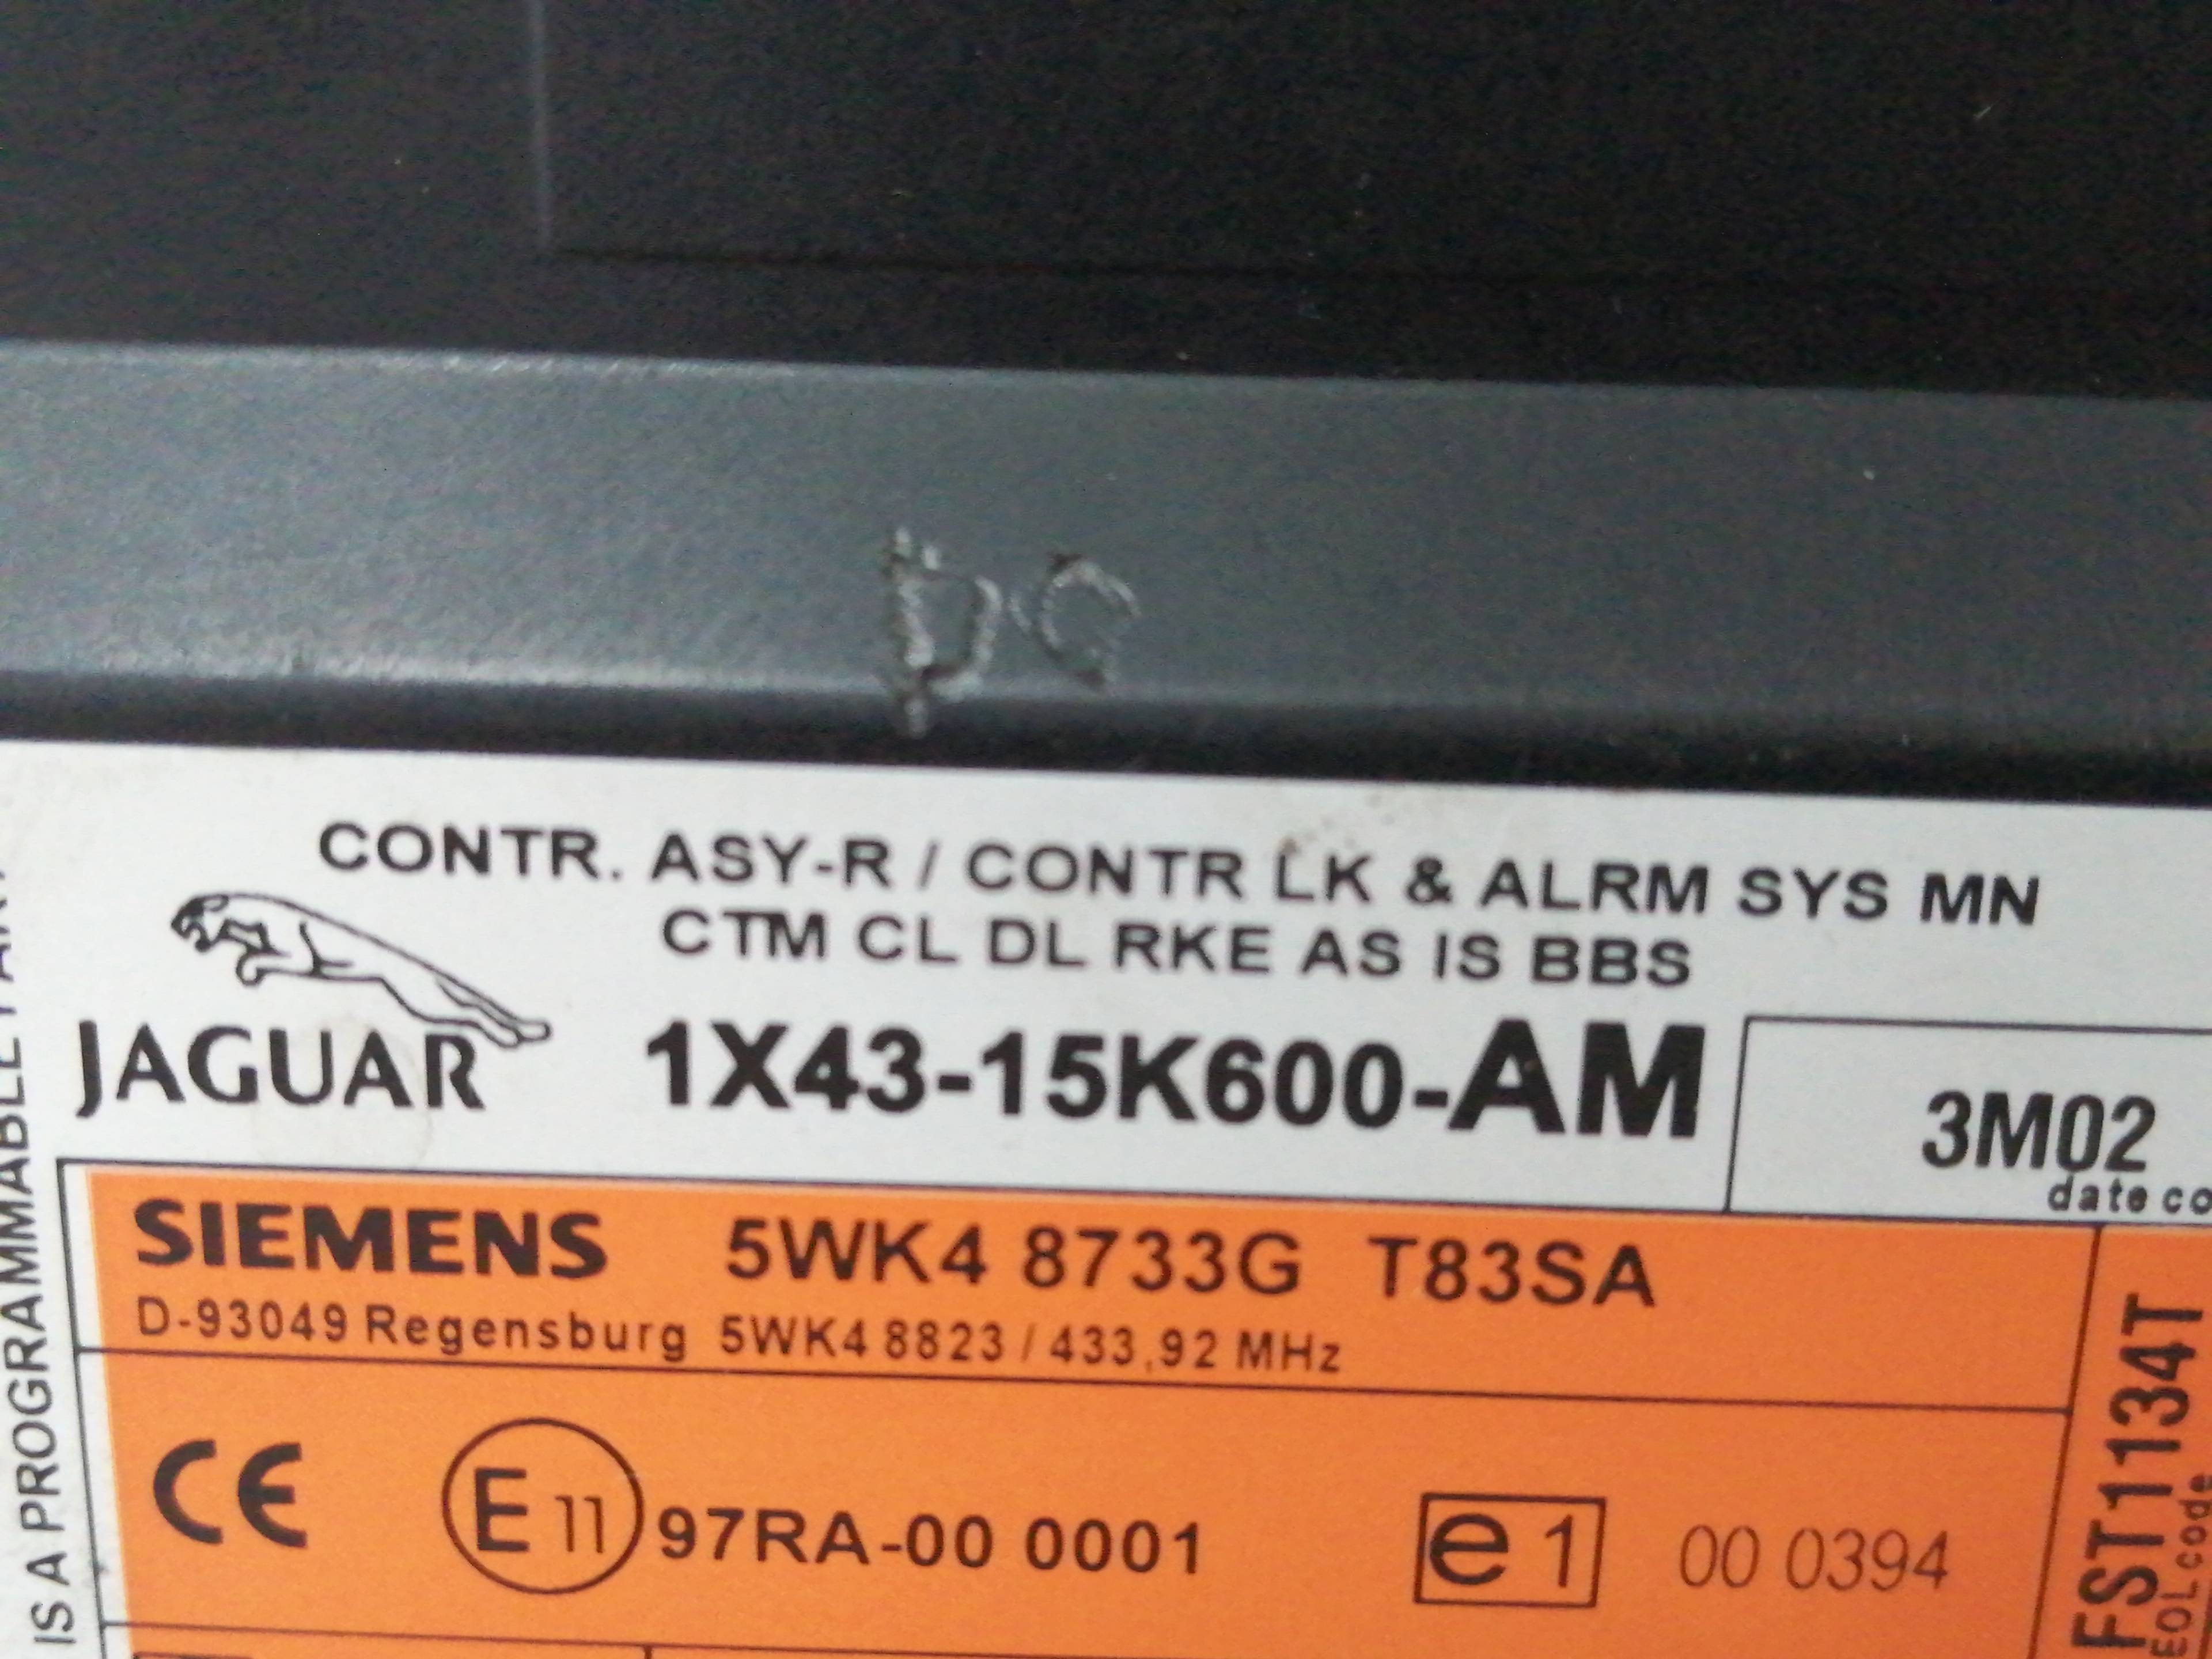 CONTR. ASY-R / CONTR LK & ALRM SYS MN
CTM CL DL RKE AS IS BBS
JAGUAR
1X43-15K600-AM
3M02
date co
SIEMENS 5WK4 8733G T83SA
D-93049 Regensburg 5WK4 8823 / 433,92 MHz
CE
E 11 97RA-00 0001
e 1 00 0394
FST1134T
EOL code
IS A PROGRAMMABLE